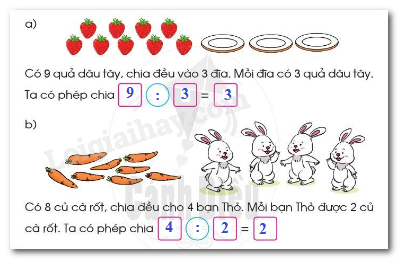 a)
Có 9 quả dâu tây, chia đều vào 3 đĩa. Mỗi đĩa có 3 quả dâu tây.
Ta có phép chia 9 : 3 = 3
b)
Loigiaihay.com
Có 8 củ cà rốt, chia đều cho 4 bạn Thỏ. Mỗi bạn Thỏ được 2 củ
cà rốt. Ta có phép chia 4 : 2 = 2